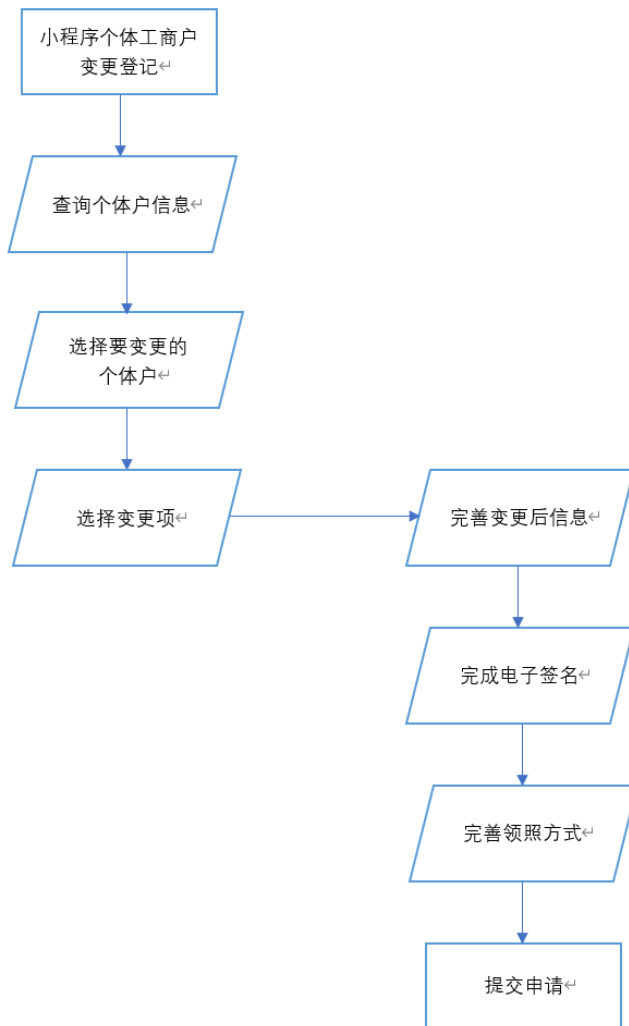 小程序个体工商户
变更登记↵
查询个体户信息↵
选择要变更的
个体户↵
选择变更项↵
完善变更后信息↵
完成电子签名↵
完善领照方式↵
提交申请↵